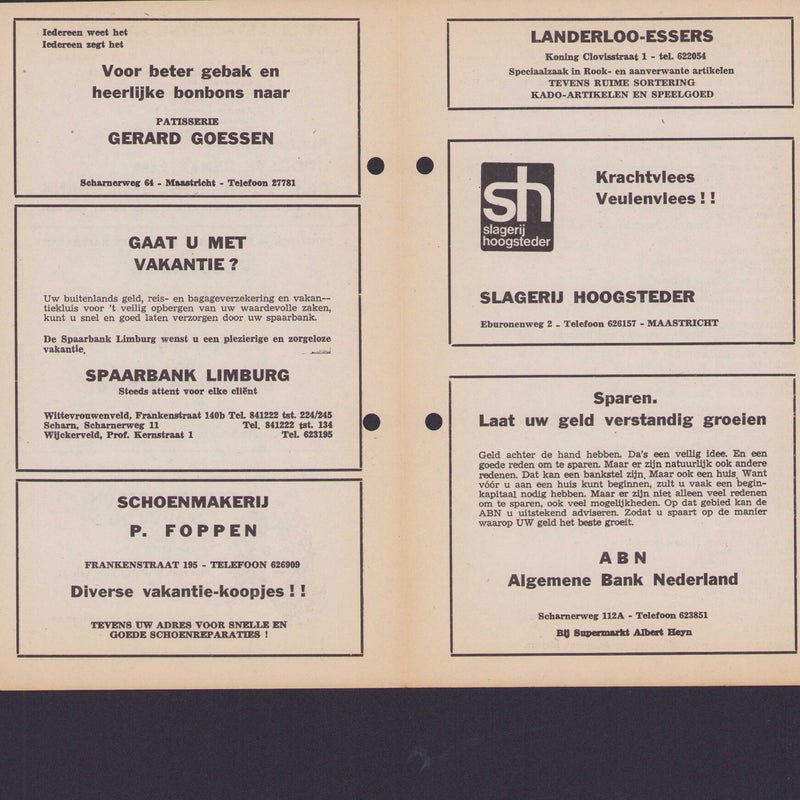 Iedereen weet het
Iedereen zegt het
Voor beter gebak en
heerlijke bonbons naar
PATISSERIE
GERARD GOESSEN
Scharnerweg 64 - Maastricht - Telefoon 27781
GAAT U MET
VAKANTIE ?
Uw buitenlands geld, reis- en bagageverzekering en vakan--
tiekluis voor 't veilig opbergen van uw waardevolle zaken,
kunt u snel en goed laten verzorgen door uw spaarbank.
De Spaarbank Limburg wenst u een plezierige en zorgeloze
vakantie.
SPAARBANK LIMBURG
Steeds attent voor elke cliënt
Wittevrouwenveld, Frankenstraat 140b Tel. 841222 tst. 224/245
Scharn, Scharnerweg 11 Tel. 841222 tst. 134
Wijckerveld, Prof. Kernstraat 1 Tel. 623195
SCHOENMAKERIJ
P. FOPPEN
FRANKENSTRAAT 195 - TELEFOON 626909
Diverse vakantie-koopjes ! !
TEVENS UW ADRES VOOR SNELLE EN
GOEDE SCHOENREPARATIES !
LANDERLOO-ESSERS
Koning Clovisstraat 1 - tel. 622054
Speciaalzaak in Rook- en aanverwante artikelen
TEVENS RUIME SORTERING
KADO-ARTIKELEN EN SPEELGOED
sh
slagerij
hoogsteder
Krachtvlees
Veulenvlees ! !
SLAGERIJ HOOGSTEDER
Eburonenweg 2 - Telefoon 626157 - MAASTRICHT
Sparen.
Laat uw geld verstandig groeien
Geld achter de hand hebben. Da's een veilig idee. En een
goede reden om te sparen. Maar er zijn natuurlijk ook andere
redenen. Dat kan een bankstel zijn. Maar ook een huis. Want
vóór u aan een huis kunt beginnen, zult u vaak een begin-
kapitaal nodig hebben. Maar er zijn niet alleen veel redenen
om te sparen, ook veel mogelijkheden. Op dat gebied kan de
ABN u uitstekend adviseren. Zodat u spaart op de manier
waarop UW geld het beste groeit.
ABN
Algemene Bank Nederland
Scharnerweg 112A - Telefoon 623851
Bij Supermarkt Albert Heyn